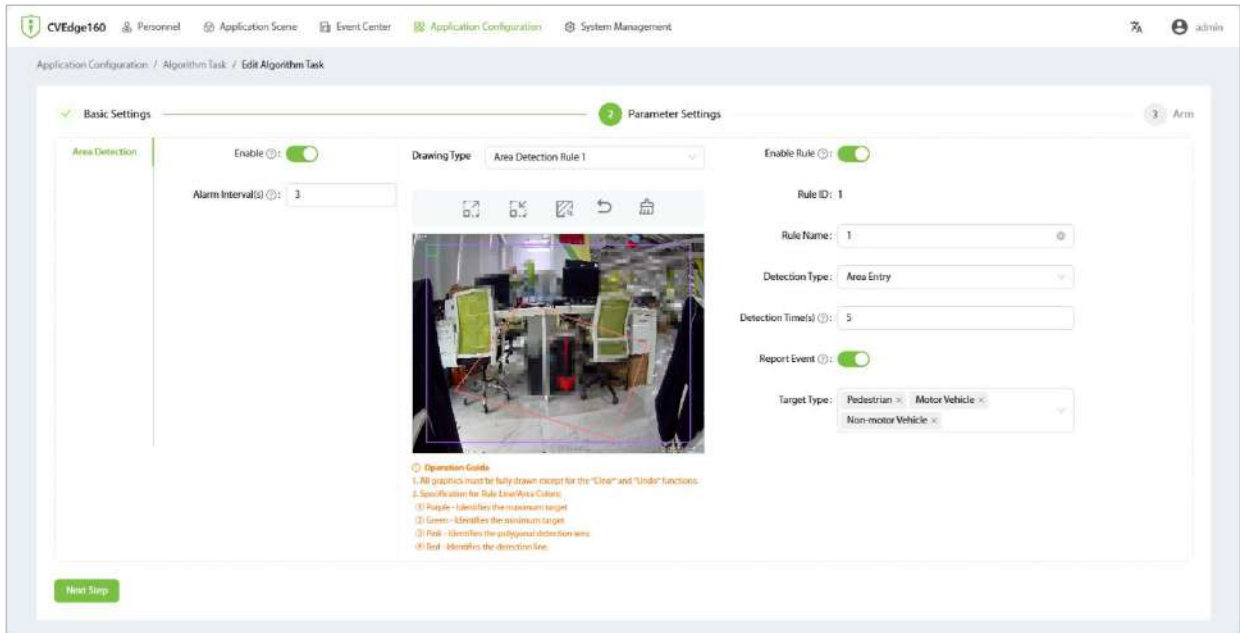 CVEdge160 Personnel Application Scene Event Center Application Configuration System Management admin
Application Configuration / Algorithm Task / Edit Algorithm Task
Basic Settings 2 Parameter Settings 3 Arm
Area Detection
Enable:
Alarm Interval(s): 3
Drawing Type Area Detection Rule 1
Operation Guide
1. All graphics must be fully drawn except for the "Clear" and "Undo" functions.
2. Specification for Rule Line/Area Colors:
① Purple - Identifies the maximum target
② Green - Identifies the minimum target
③ Pink - Identifies the polygonal detection area
④ Red - Identifies the detection line.
Enable Rule:
Rule ID: 1
Rule Name: 1
Detection Type: Area Entry
Detection Time(s): 5
Report Event:
Target Type: Pedestrian × Motor Vehicle ×
Non-motor Vehicle ×
Next Step